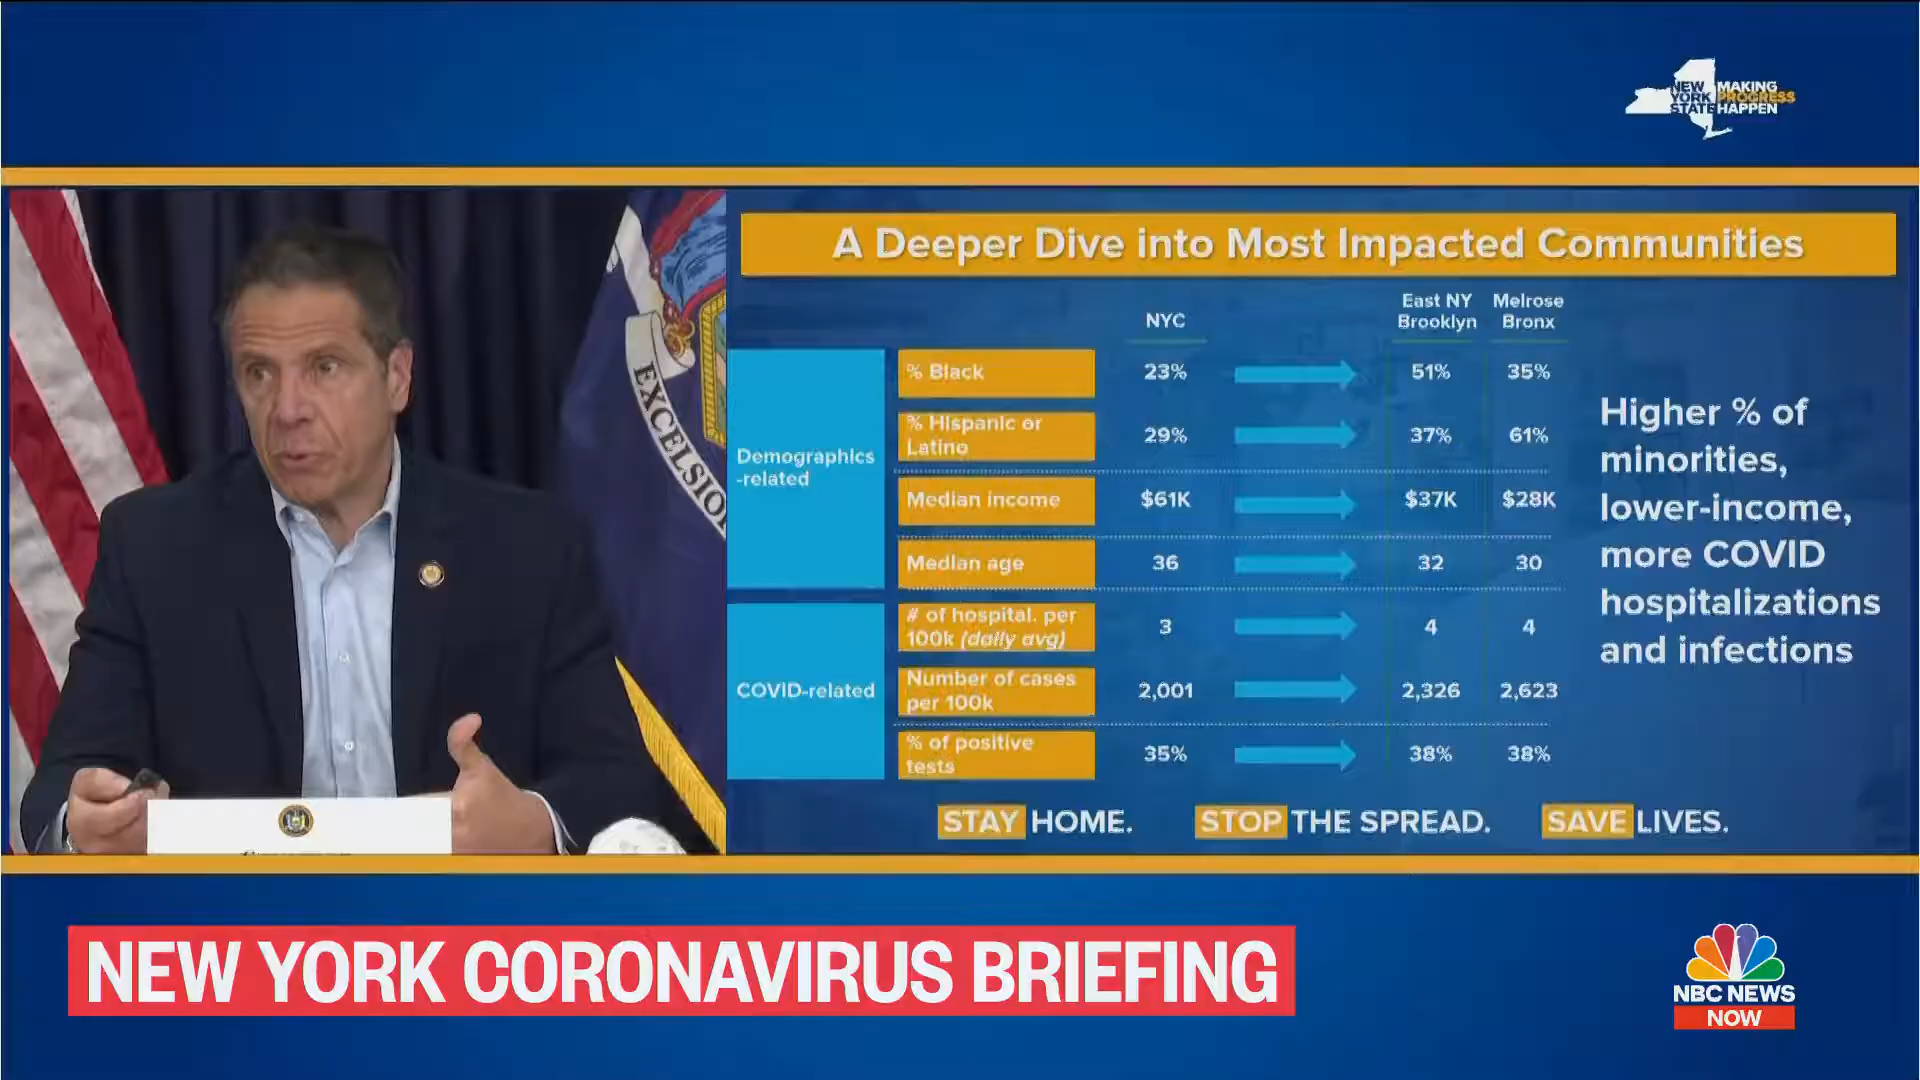 NEW YORK STATE
MAKING PROGRESS HAPPEN
EXCELSIO
A Deeper Dive into Most Impacted Communities
NYC
East NY Brooklyn
Melrose Bronx
Demographics
-related
% Black
23%
51%
35%
% Hispanic or
Latino
29%
37%
61%
Median income
$61K
$37K
$28K
Median age
36
32
30
COVID-related
# of hospital. per
100k (daily avg)
3
4
4
Number of cases
per 100k
2,001
2,326
2,623
% of positive
tests
35%
38%
38%
Higher % of
minorities,
lower-income,
more COVID
hospitalizations
and infections
STAY HOME. STOP THE SPREAD. SAVE LIVES.
NEW YORK CORONAVIRUS BRIEFING
NBC NEWS
NOW